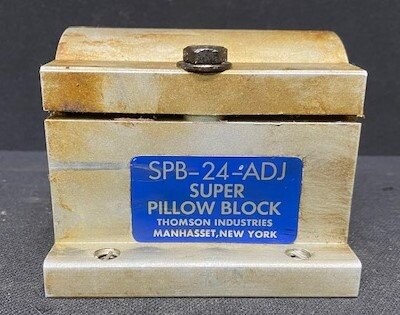 SPB-24-ADJ
SUPER
PILLOW BLOCK
THOMSON INDUSTRIES
MANHASSET, NEW YORK